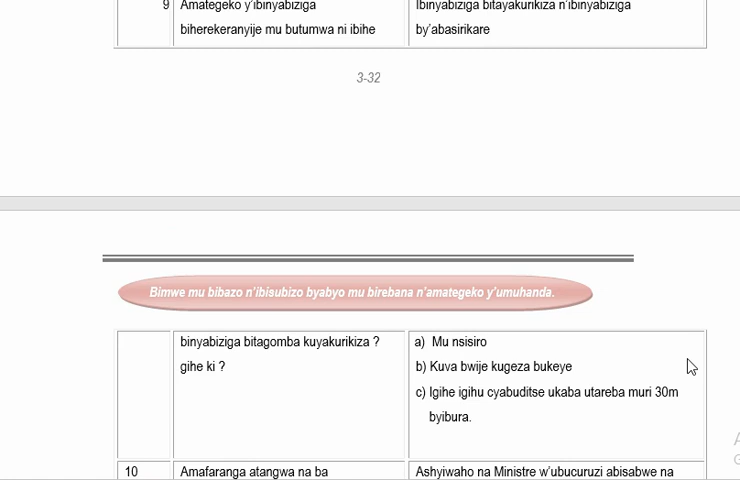 9 Amategeko y'ibinyabiziga Ibinyabiziga bitayakurikiza n'ibinyabiziga
biherekeranyije mu butumwa ni ibihe by'abasirikare
3-32
Bimwe mu bibazo n'ibisubizo byabyo mu birebana n'amategeko y'umuhanda.
binyabiziga bitagomba kuyakurikiza ? a) Mu nsisiro
gihe ki ? b) Kuva bwije kugeza bukeye
c) Igihe igihu cyabuditse ukaba utareba muri 30m
byibura.
10 Amafaranga atangwa na ba Ashyiwaho na Ministre w'ubucuruzi abisabwe na